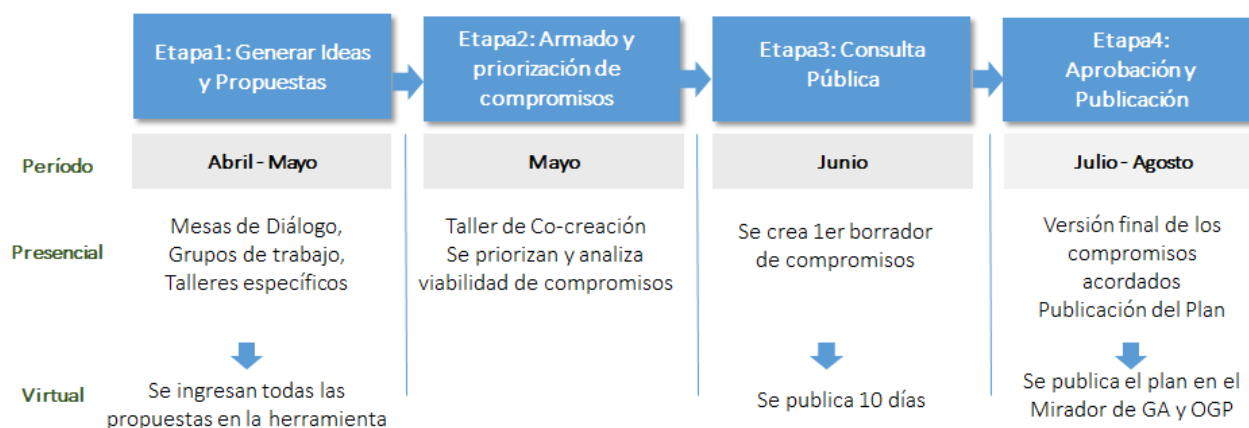 Etapa1: Generar Ideas
y Propuestas
Etapa2: Armado y
priorización de
compromisos
Etapa3: Consulta
Pública
Etapa4:
Aprobación y
Publicación
Período
Abril - Mayo
Mayo
Junio
Julio - Agosto
Presencial
Mesas de Diálogo,
Grupos de trabajo,
Talleres específicos
Taller de Co-creación
Se priorizan y analiza
viabilidad de compromisos
Se crea 1er borrador
de compromisos
Versión final de los
compromisos
acordados
Publicación del Plan
Virtual
Se ingresan todas las
propuestas en la herramienta
Se publica 10 días
Se publica el plan en el
Mirador de GA y OGP